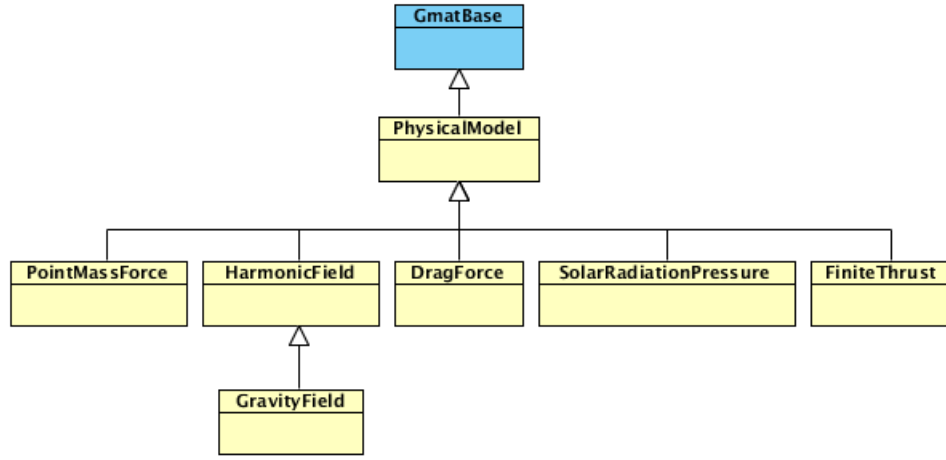 GmatBase
PhysicalModel
PointMassForce
HarmonicField
DragForce
SolarRadiationPressure
FiniteThrust
GravityField